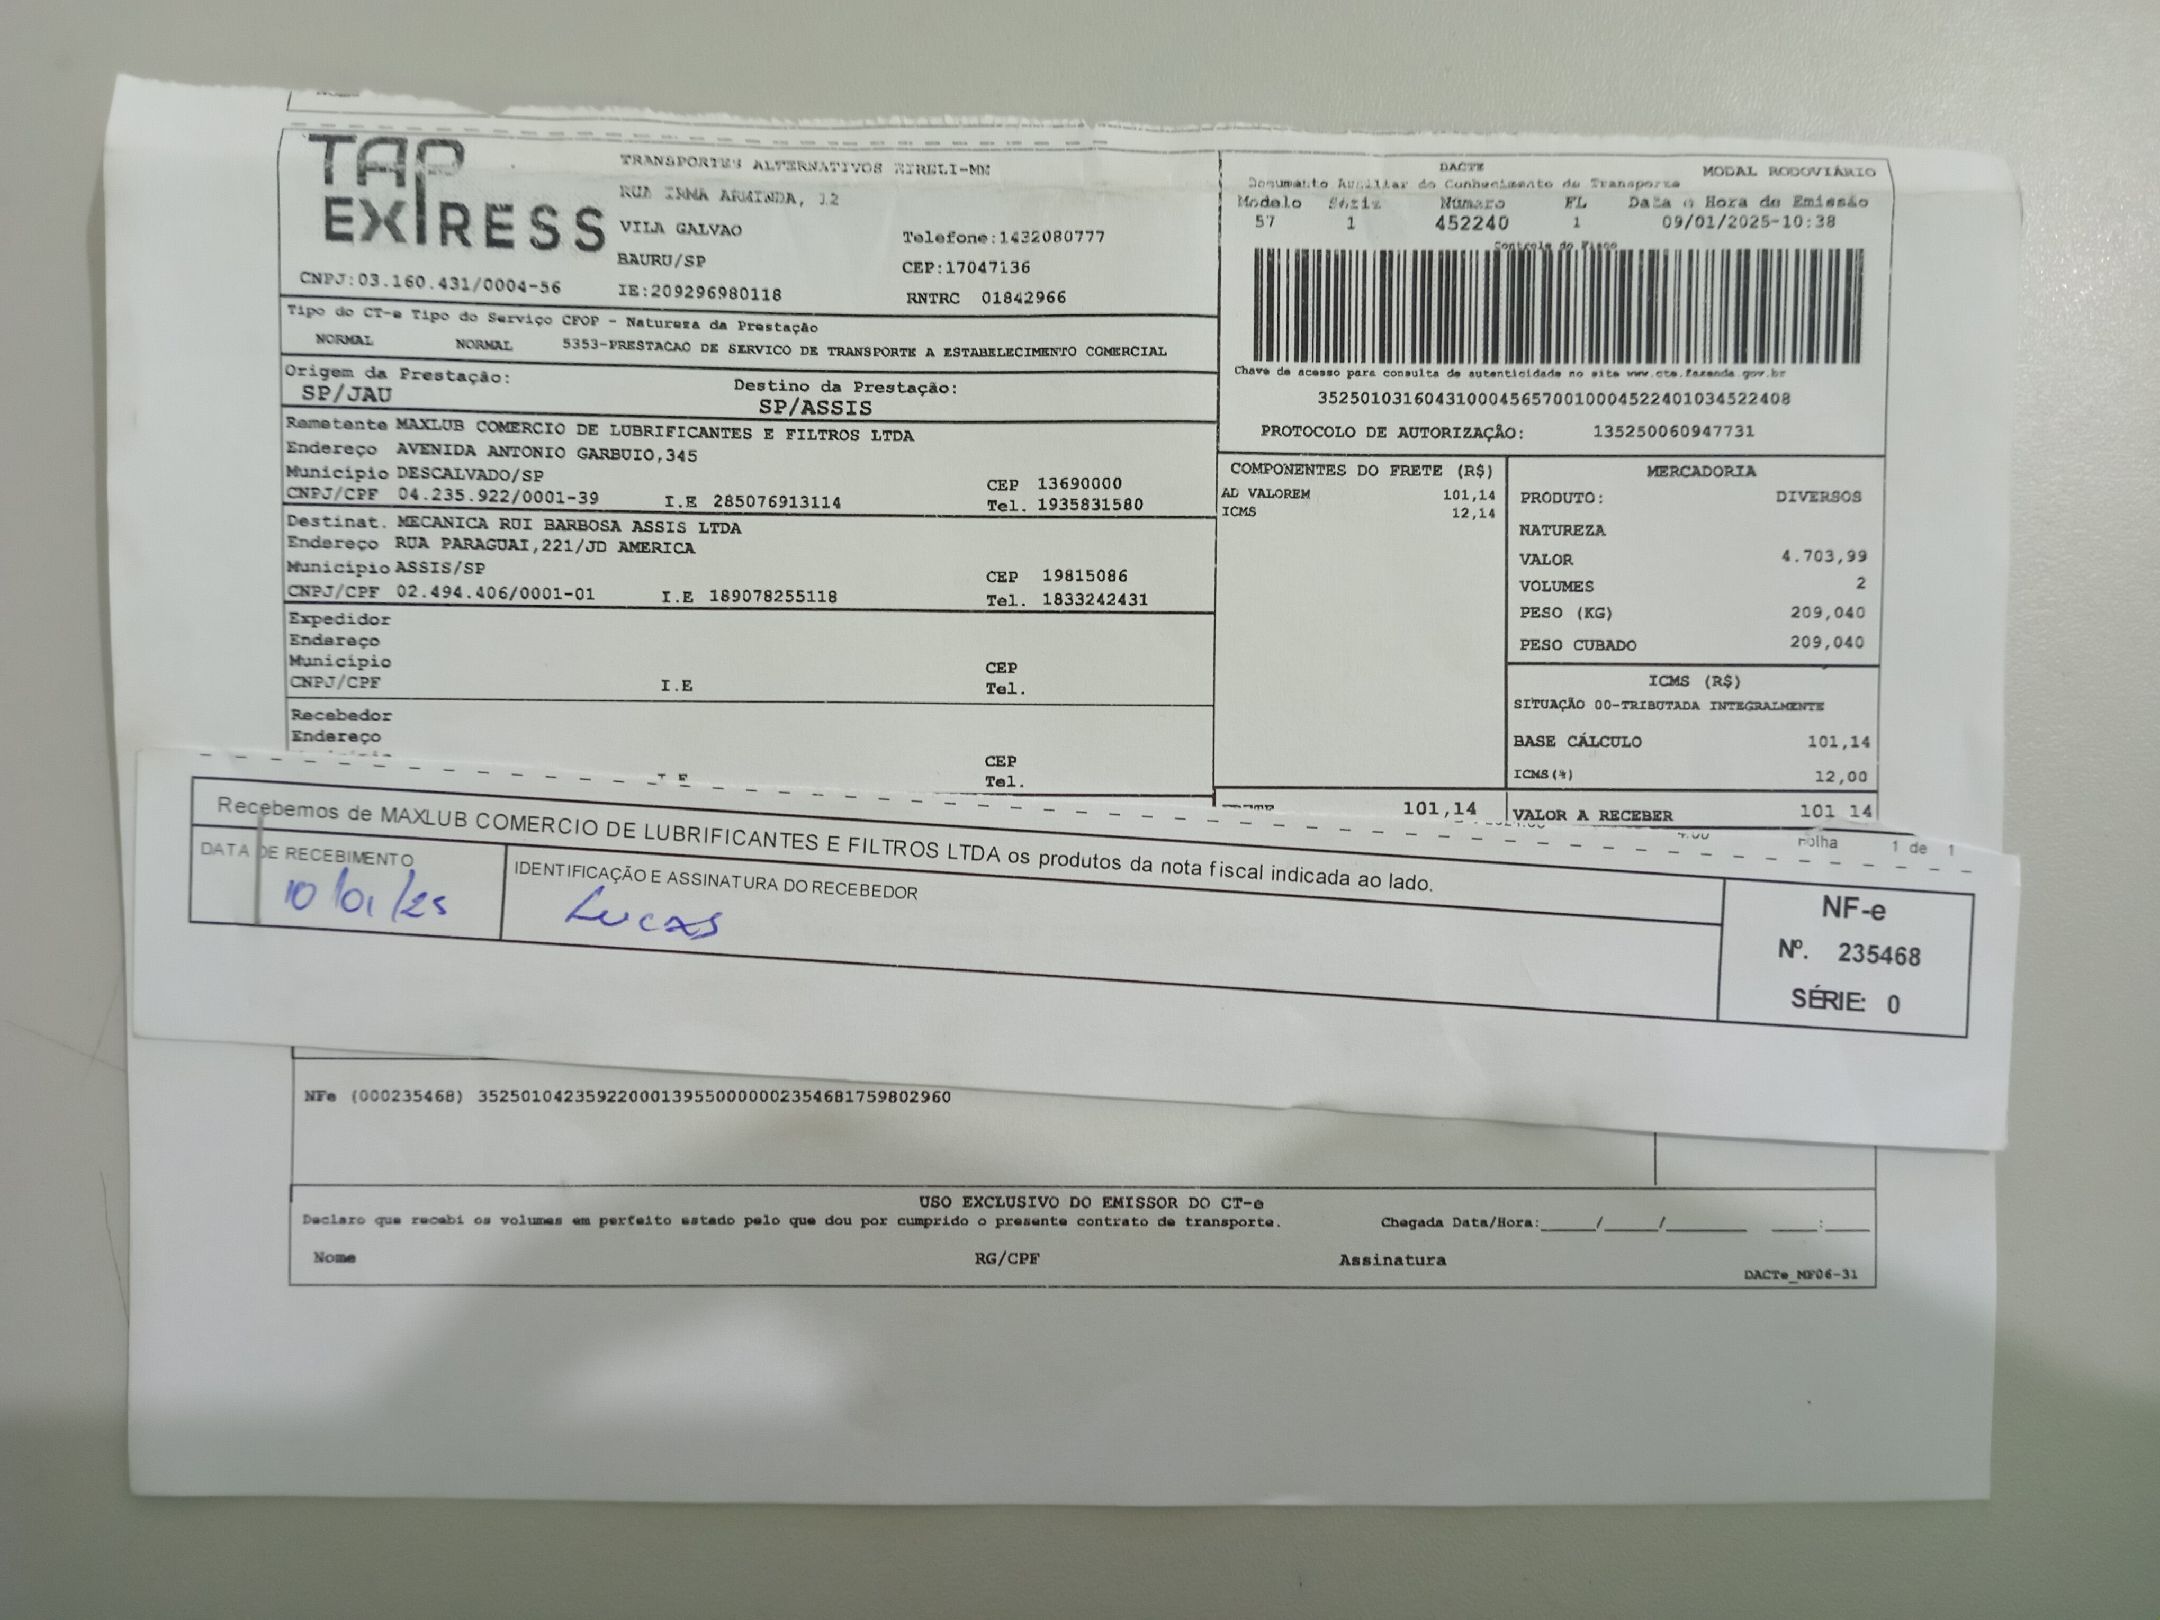 TAP EXPRESS
TRANSPORTES ALTERNATIVOS EIRELI-MN
RUA IRMA ARMINDA, 12
VILA GALVAO
Telefone:1432080777
BAURU/SP
CEP:17047136
CNPJ:03.160.431/0004-56
IE:209296980118
RNTRC 01842966
DACTE
MODAL RODOVIÁRIO
Documento Auxiliar do Conhecimento de Transporte
Modelo Série Número FL Data e Hora de Emissão
57 1 452240 1 09/01/2025-10:38
Controle do Fisco
Chave de acesso para consulta de autenticidade no site www.cte.fazenda.gov.br
35250103160431000456570010004522401034522408
PROTOCOLO DE AUTORIZAÇÃO: 135250060947731
Tipo do CT-e Tipo do Serviço CFOP - Natureza da Prestação
NORMAL NORMAL 5353-PRESTACAO DE SERVICO DE TRANSPORTE A ESTABELECIMENTO COMERCIAL
Origem da Prestação: Destino da Prestação:
SP/JAU SP/ASSIS
Remetente MAXLUB COMERCIO DE LUBRIFICANTES E FILTROS LTDA
Endereço AVENIDA ANTONIO GARBUIO,345
Município DESCALVADO/SP CEP 13690000
CNPJ/CPF 04.235.922/0001-39 I.E 285076913114 Tel. 1935831580
Destinat. MECANICA RUI BARBOSA ASSIS LTDA
Endereço RUA PARAGUAI,221/JD AMERICA
Município ASSIS/SP CEP 19815086
CNPJ/CPF 02.494.406/0001-01 I.E 189078255118 Tel. 1833242431
Expedidor
Endereço
Município CEP
CNPJ/CPF I.E Tel.
Recebedor
Endereço
CEP
I.E Tel.
COMPONENTES DO FRETE (R$)
AD VALOREM 101,14
ICMS 12,14
101,14
MERCADORIA
PRODUTO: DIVERSOS
NATUREZA
VALOR 4.703,99
VOLUMES 2
PESO (KG) 209,040
PESO CUBADO 209,040
ICMS (R$)
SITUAÇÃO 00-TRIBUTADA INTEGRALMENTE
BASE CÁLCULO 101,14
ICMS(%) 12,00
VALOR A RECEBER 101 14
Folha 1 de 1
Recebemos de MAXLUB COMERCIO DE LUBRIFICANTES E FILTROS LTDA os produtos da nota fiscal indicada ao lado.
DATA DE RECEBIMENTO
10/01/25
IDENTIFICAÇÃO E ASSINATURA DO RECEBEDOR
Lucas
NF-e
Nº. 235468
SÉRIE: 0
NFe (000235468) 35250104235922000139550000002354681759802960
USO EXCLUSIVO DO EMISSOR DO CT-e
Declaro que recebi os volumes em perfeito estado pelo que dou por cumprido o presente contrato de transporte. Chegada Data/Hora:_____/_____/_______ ____:____
Nome RG/CPF Assinatura
DACTe_MF06-31